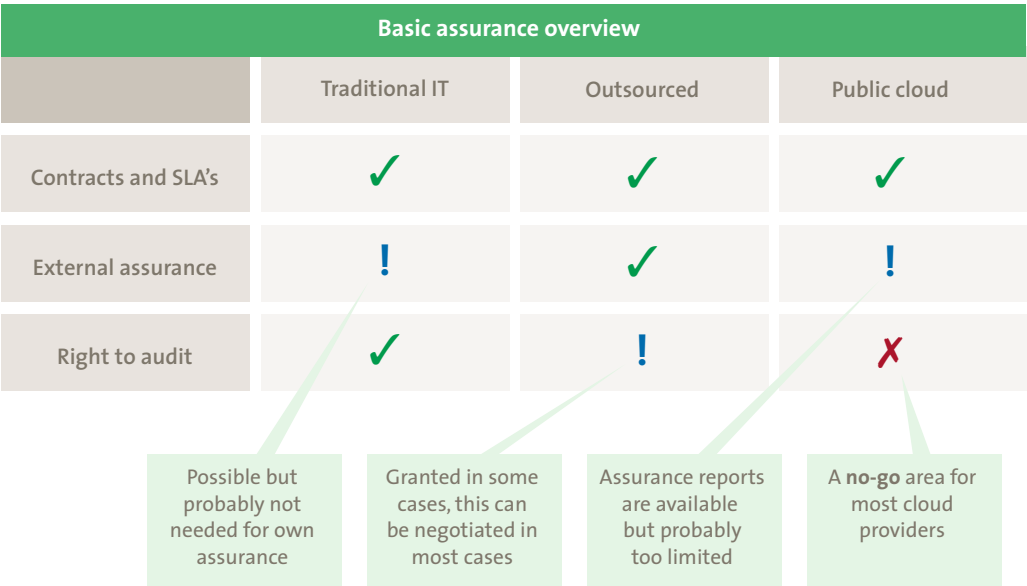 Basic assurance overview
Traditional IT
Outsourced
Public cloud
Contracts and SLA's
✓
✓
✓
External assurance
!
✓
!
Right to audit
✓
!
✗
Possible but
probably not
needed for own
assurance
Granted in some
cases, this can
be negotiated in
most cases
Assurance reports
are available
but probably
too limited
A no-go area for
most cloud
providers